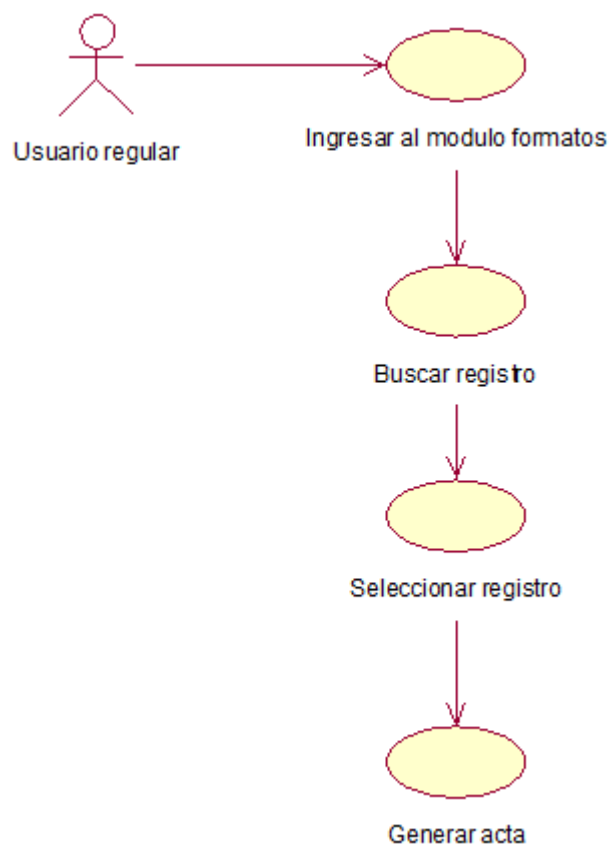 Usuario regular
Ingresar al modulo formatos
Buscar registro
Seleccionar registro
Generar acta